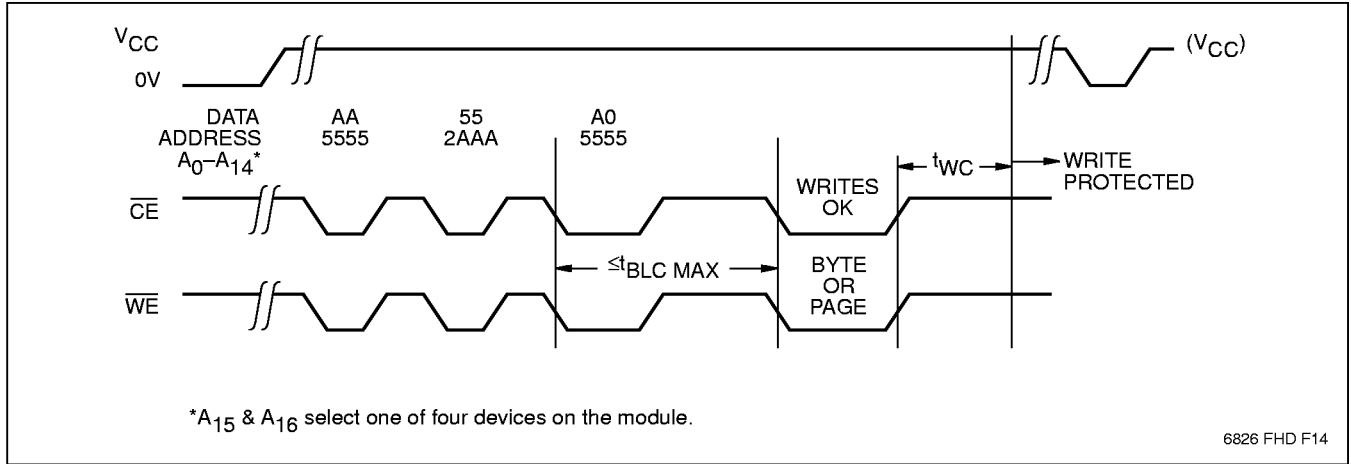 VCC
(VCC)
0V
DATA AA 55 A0
ADDRESS 5555 2AAA 5555
A0–A14*
tWC
WRITE
PROTECTED
WRITES
OK
CE
≤tBLC MAX
BYTE
OR
PAGE
WE
*A15 & A16 select one of four devices on the module.
6826 FHD F14